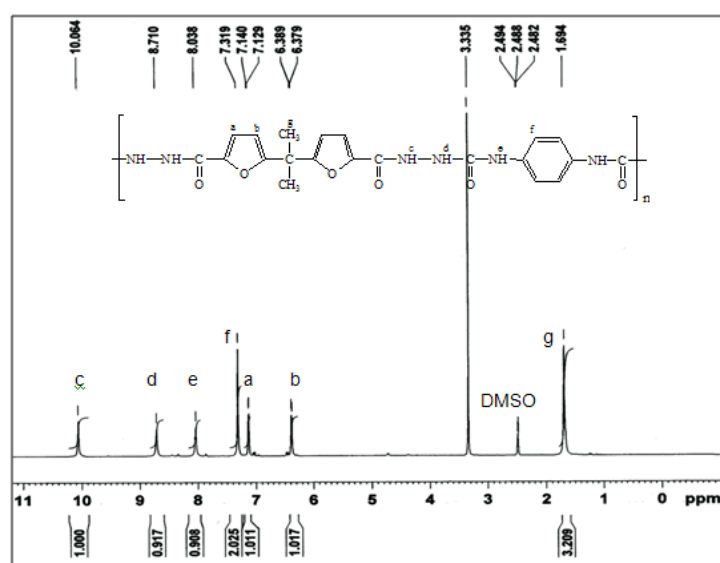 10.064 8.710 8.038 7.319 7.140 7.129 6.389 6.379 3.335 2.494 2.488 2.482 1.694
a b g CH₃ f
NH NH C O O C CH₃ O C O NH c NH d C O NH e NH C O n
f g
c d e a b DMSO
11 10 9 8 7 6 5 4 3 2 1 0 ppm
1.000 0.917 0.908 2.025 1.011 1.017 3.209